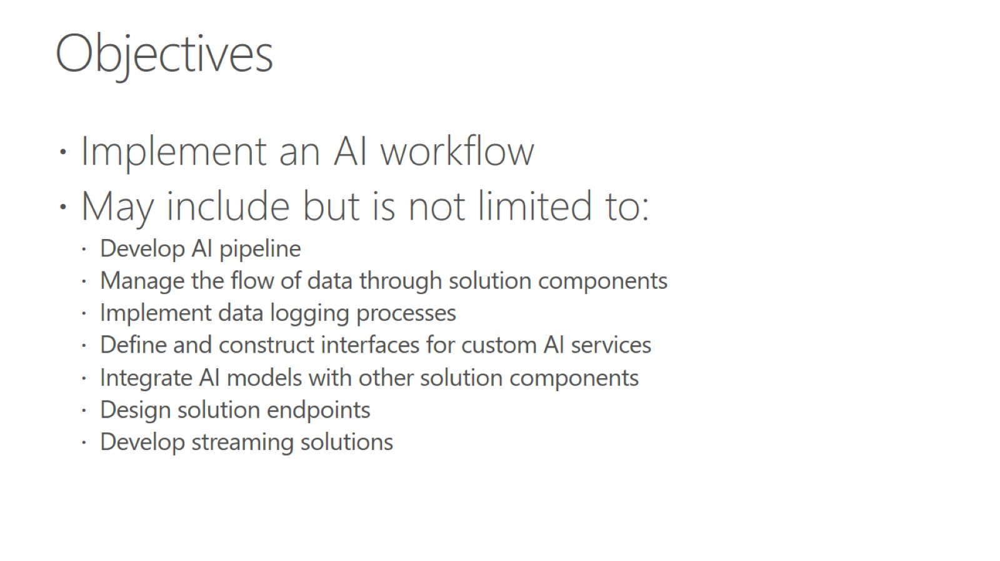 Objectives
• Implement an AI workflow
• May include but is not limited to:
• Develop AI pipeline
• Manage the flow of data through solution components
• Implement data logging processes
• Define and construct interfaces for custom AI services
• Integrate AI models with other solution components
• Design solution endpoints
• Develop streaming solutions